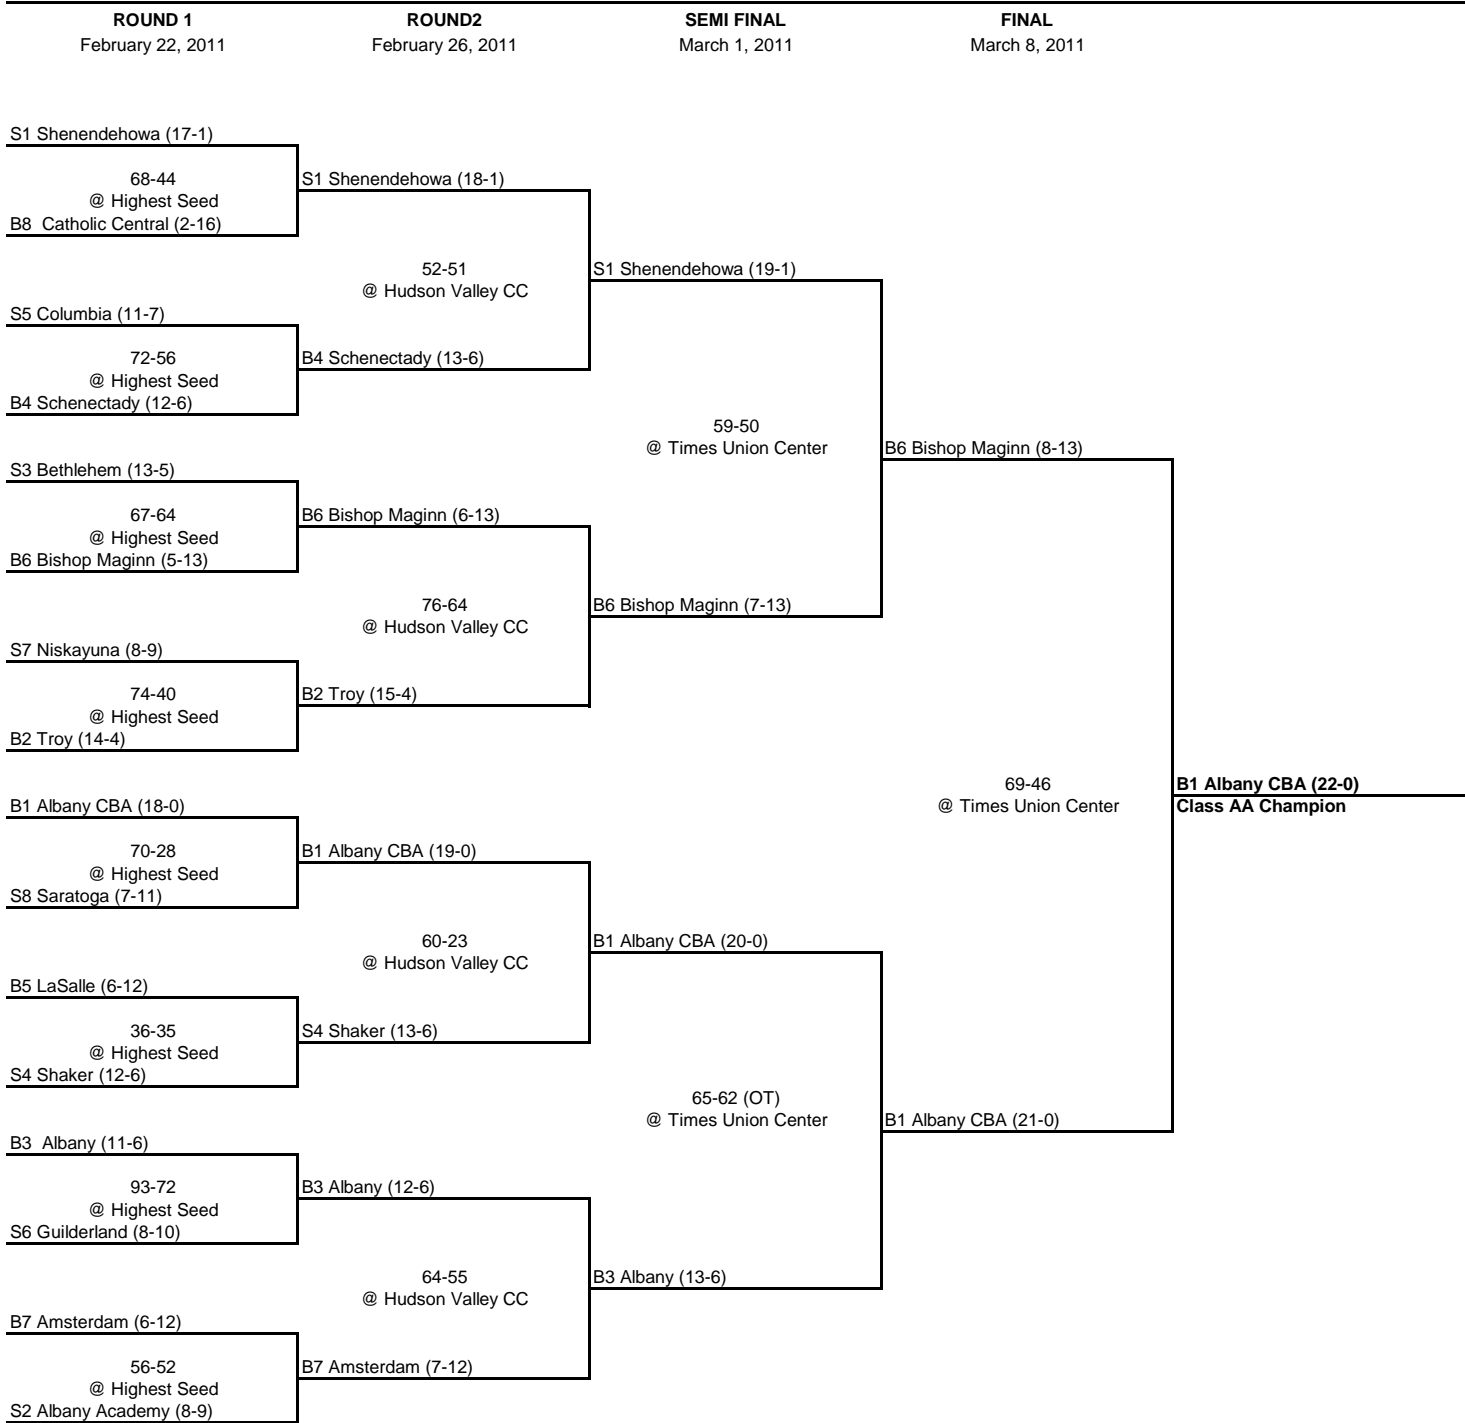 ROUND 1 ROUND2 SEMI FINAL FINAL
February 22, 2011 February 26, 2011 March 1, 2011 March 8, 2011
S1 Shenendehowa (17-1)
68-44
@ Highest Seed
B8  Catholic Central (2-16)
S5 Columbia (11-7)
72-56
@ Highest Seed
B4 Schenectady (12-6)
S3 Bethlehem (13-5)
67-64
@ Highest Seed
B6 Bishop Maginn (5-13)
S7 Niskayuna (8-9)
74-40
@ Highest Seed
B2 Troy (14-4)
B1 Albany CBA (18-0)
70-28
@ Highest Seed
S8 Saratoga (7-11)
B5 LaSalle (6-12)
36-35
@ Highest Seed
S4 Shaker (12-6)
B3  Albany (11-6)
93-72
@ Highest Seed
S6 Guilderland (8-10)
B7 Amsterdam (6-12)
56-52
@ Highest Seed
S2 Albany Academy (8-9)
S1 Shenendehowa (18-1)
52-51
@ Hudson Valley CC
B4 Schenectady (13-6)
B6 Bishop Maginn (6-13)
76-64
@ Hudson Valley CC
B2 Troy (15-4)
B1 Albany CBA (19-0)
60-23
@ Hudson Valley CC
S4 Shaker (13-6)
B3 Albany (12-6)
64-55
@ Hudson Valley CC
B7 Amsterdam (7-12)
S1 Shenendehowa (19-1)
59-50
@ Times Union Center
B6 Bishop Maginn (7-13)
B1 Albany CBA (20-0)
65-62 (OT)
@ Times Union Center
B3 Albany (13-6)
B6 Bishop Maginn (8-13)
69-46
@ Times Union Center
B1 Albany CBA (21-0)
B1 Albany CBA (22-0)
Class AA Champion